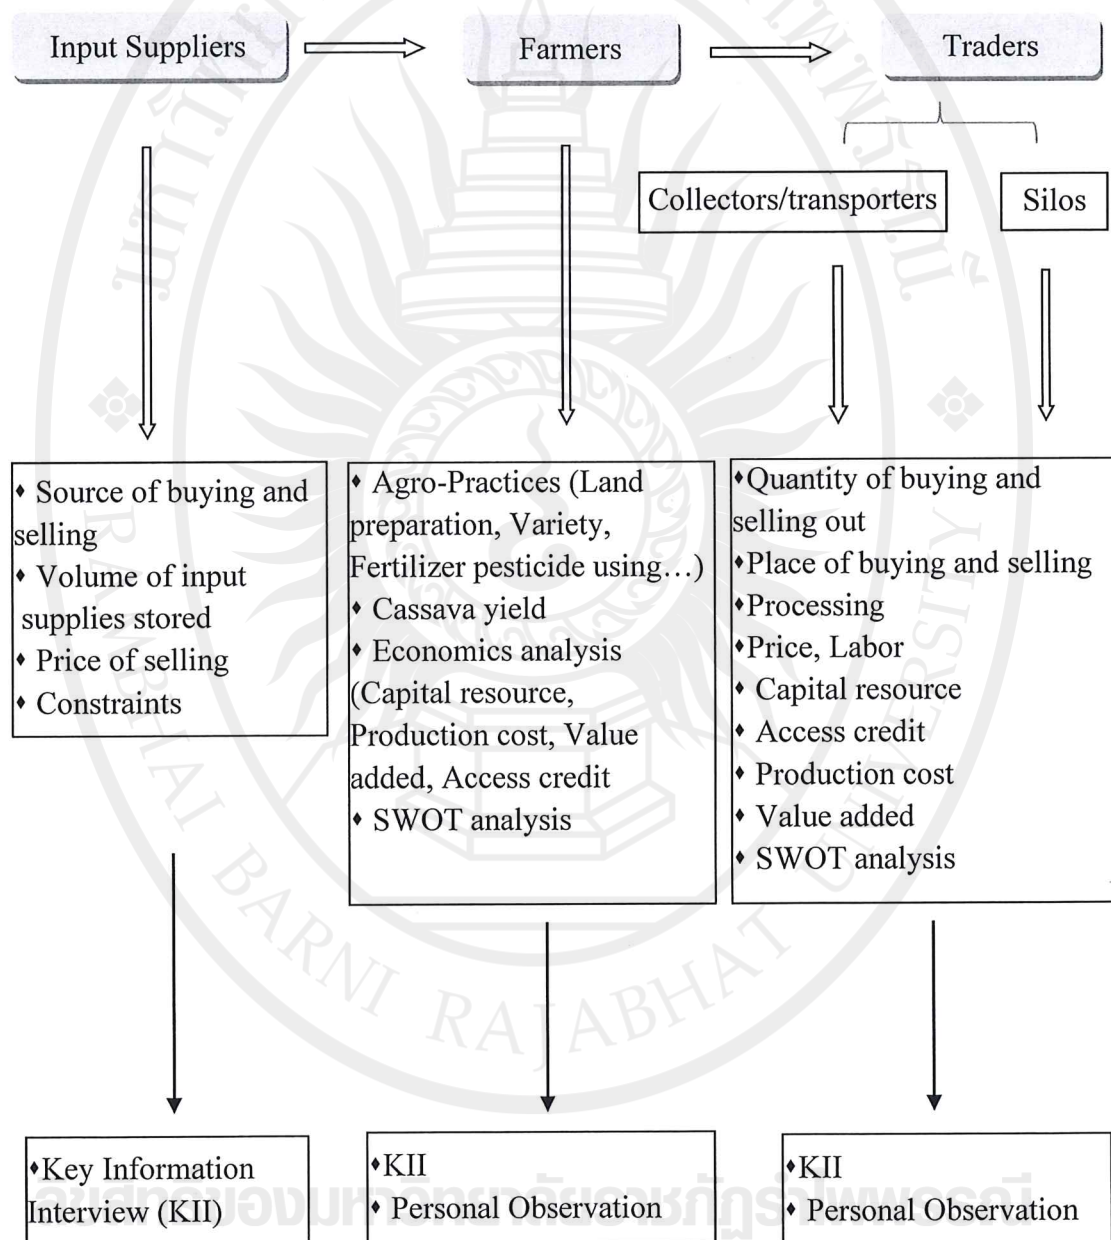 Input Suppliers
Farmers
Traders
Collectors/transporters
Silos
♦ Source of buying and
selling
♦ Volume of input
supplies stored
♦ Price of selling
♦ Constraints
♦ Agro-Practices (Land
preparation, Variety,
Fertilizer pesticide using…)
♦ Cassava yield
♦ Economics analysis
(Capital resource,
Production cost, Value
added, Access credit
♦ SWOT analysis
♦Quantity of buying and
selling out
♦Place of buying and selling
♦Processing
♦Price, Labor
♦ Capital resource
♦ Access credit
♦ Production cost
♦ Value added
♦ SWOT analysis
♦Key Information
Interview (KII)
♦KII
♦ Personal Observation
♦KII
♦ Personal Observation
RAMBHAI BARNI RAJABHAT UNIVERSITY